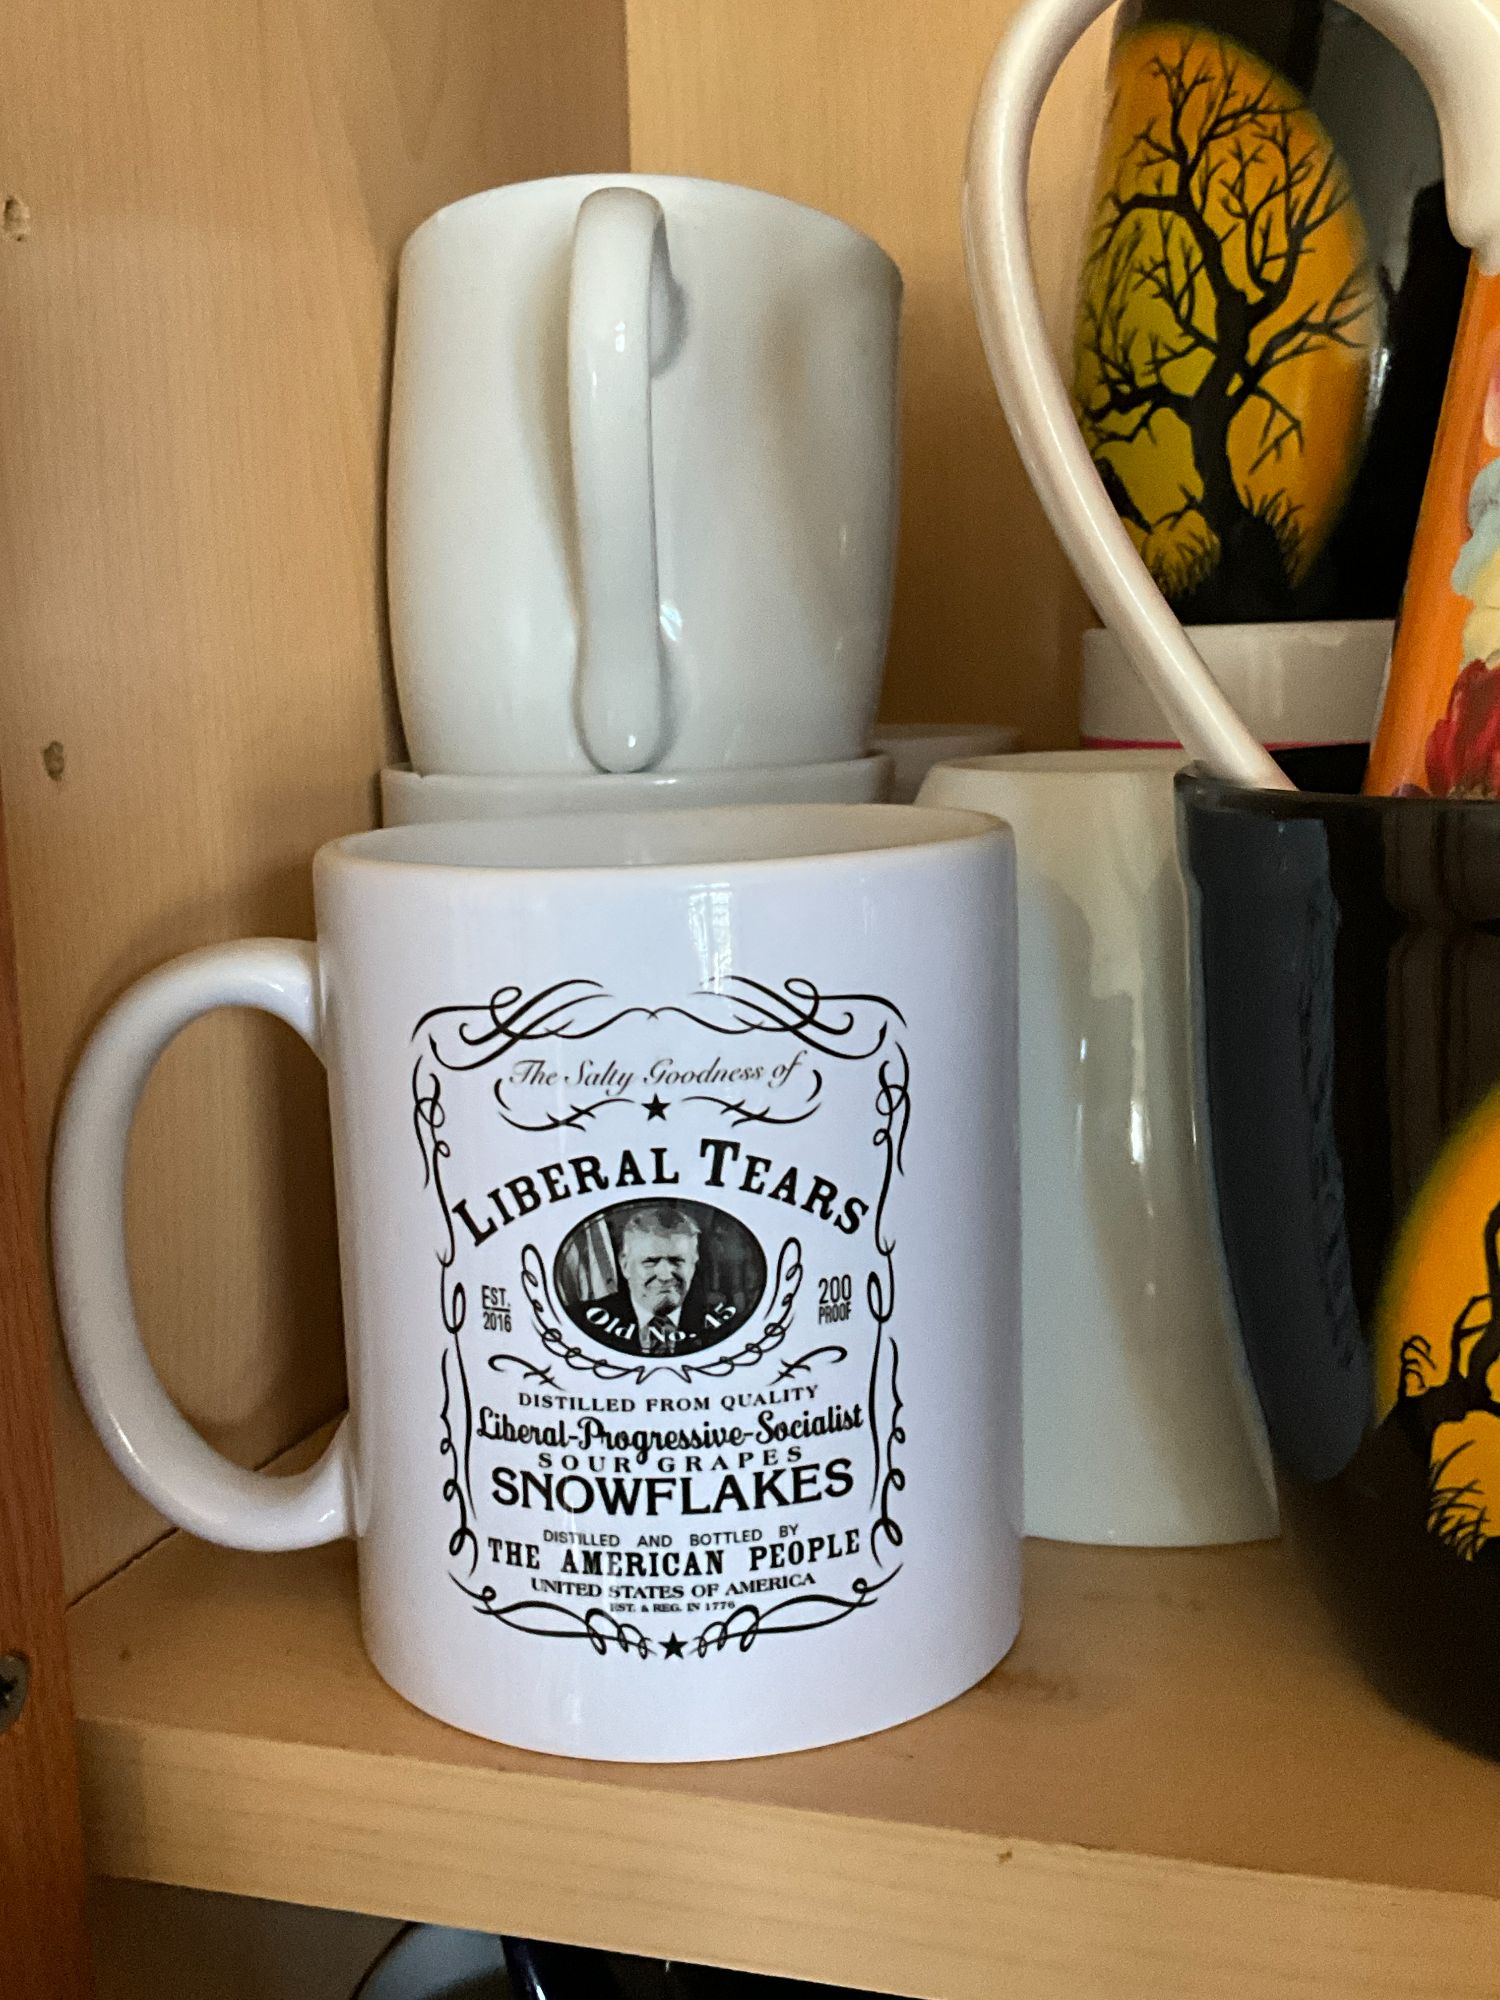 The Salty Goodness of
LIBERAL TEARS
EST.
2016
Old No. 45
200
PROOF
DISTILLED FROM QUALITY
Liberal-Progressive-Socialist
SOUR GRAPES
SNOWFLAKES
DISTILLED AND BOTTLED BY
THE AMERICAN PEOPLE
UNITED STATES OF AMERICA
EST. & REG. IN 1776